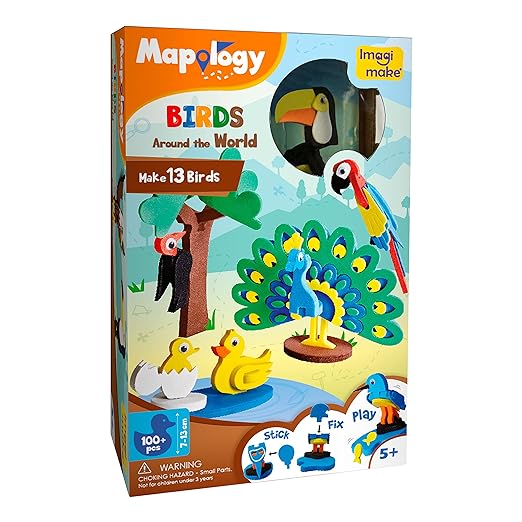 Mapology
Imagi
make®
BIRDS
Around the World
Make 13 Birds
100+
pcs
7-13 cm
Stick
Fix
Play
5+
WARNING
CHOKING HAZARD - Small Parts.
Not for children under 3 years
Mapology